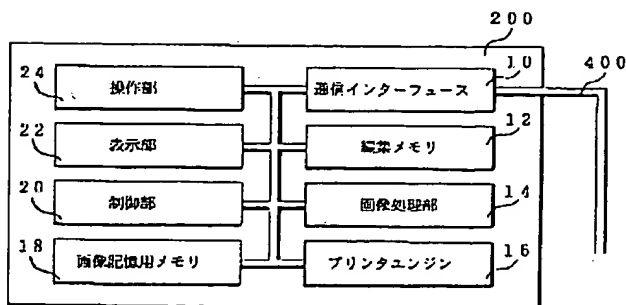 200
24
操作部
10
通信インターフェース
400
22
表示部
12
編集メモリ
20
制御部
14
画像処理部
18
画像記憶用メモリ
16
プリンタエンジン